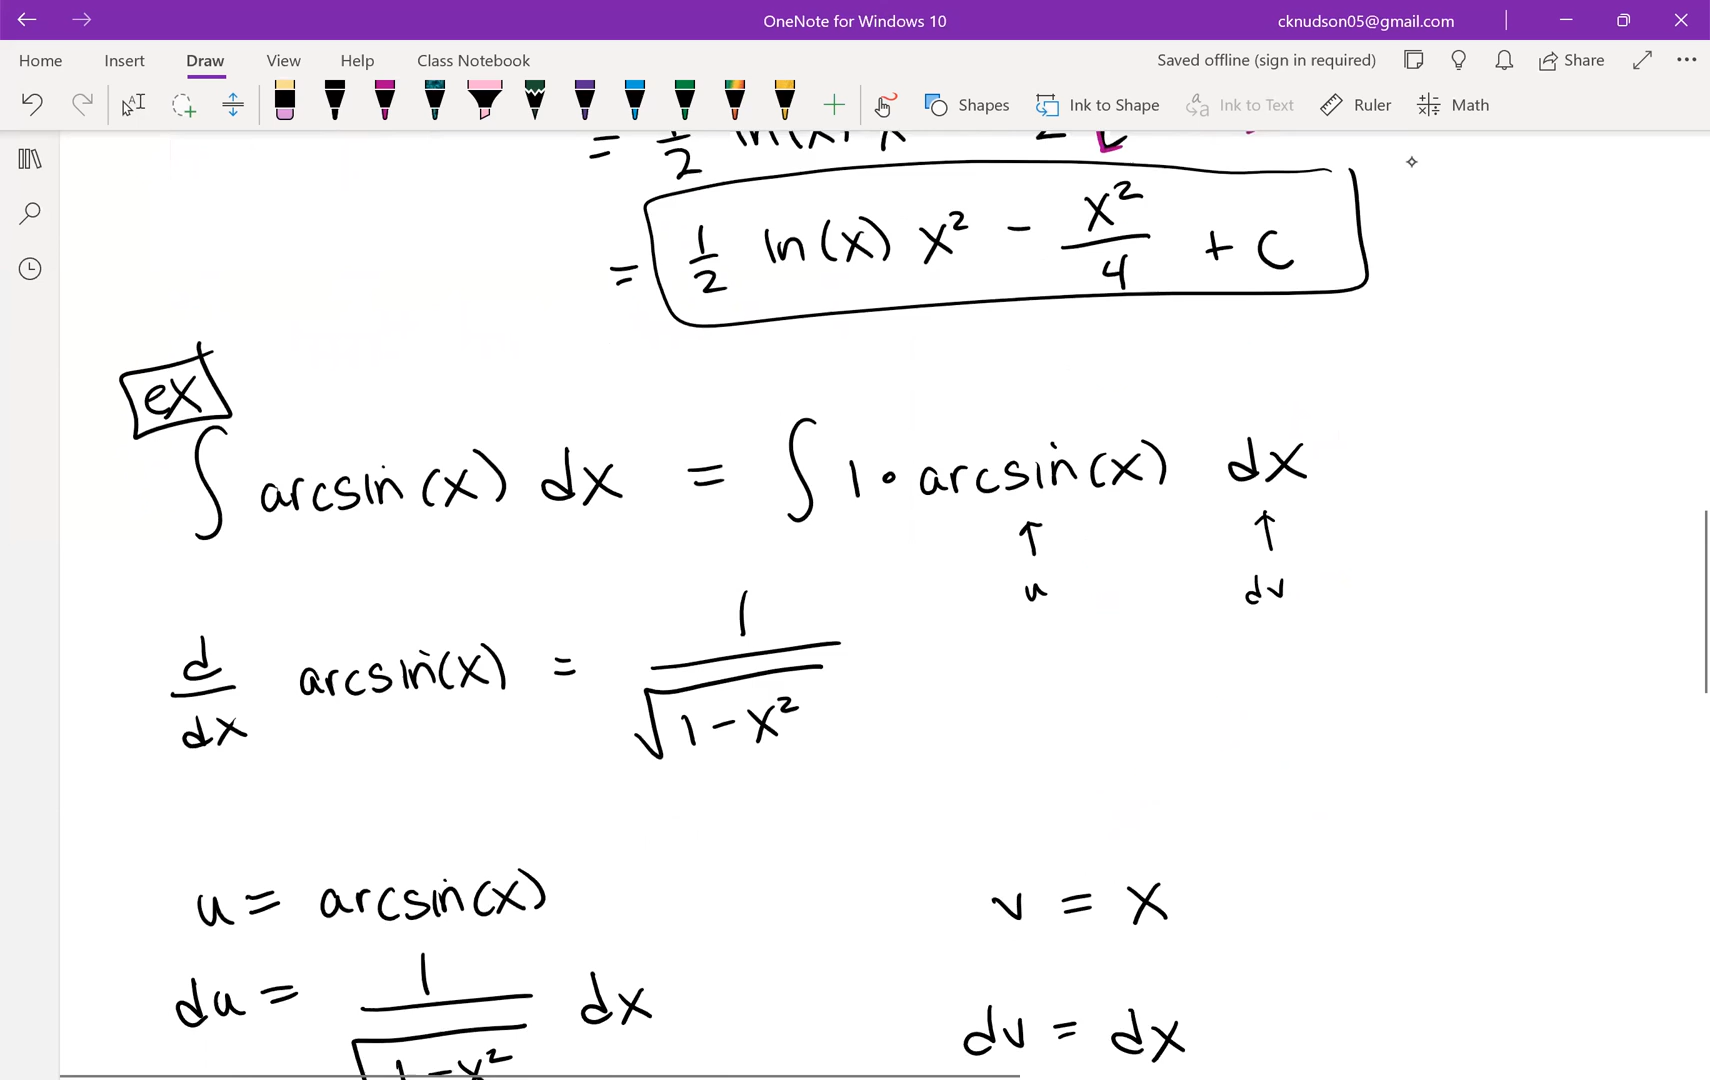 OneNote for Windows 10
cknudson05@gmail.com
Home Insert Draw View Help Class Notebook
Saved offline (sign in required) Share
Shapes Ink to Shape Ink to Text Ruler Math
= 1/2 ln(x) x² - x²/4 + C
ex
∫ arcsin(x) dx = ∫ 1 • arcsin(x) dx
↑ ↑
u dv
d/dx arcsin(x) = 1/√(1-x²)
u = arcsin(x) v = x
du = 1/√(1-x²) dx dv = dx